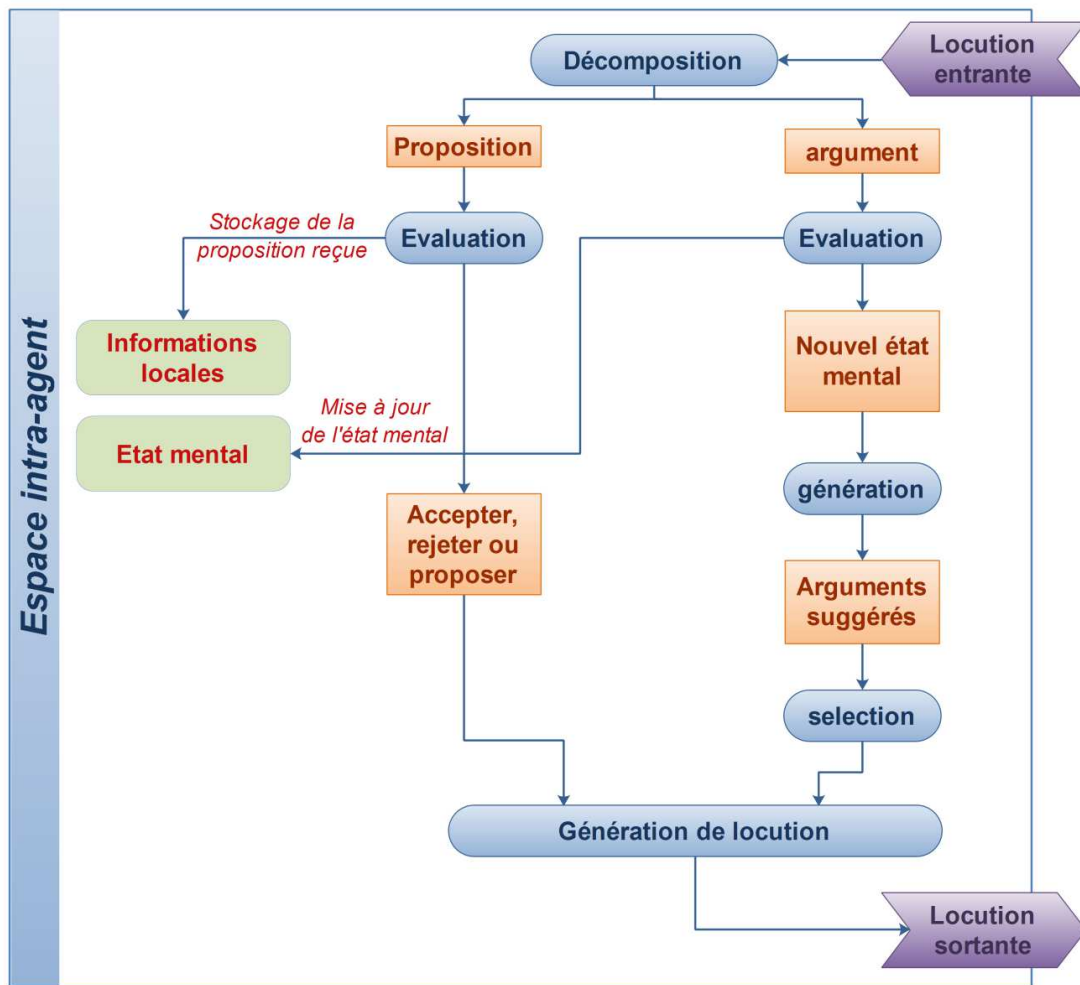 Locution
entrante
Décomposition
Proposition
argument
Stockage de la
proposition reçue
Evaluation
Evaluation
Informations
locales
Nouvel état
mental
Mise à jour
de l'état mental
Etat mental
génération
Accepter,
rejeter ou
proposer
Arguments
suggérés
selection
Génération de locution
Locution
sortante
Espace intra-agent